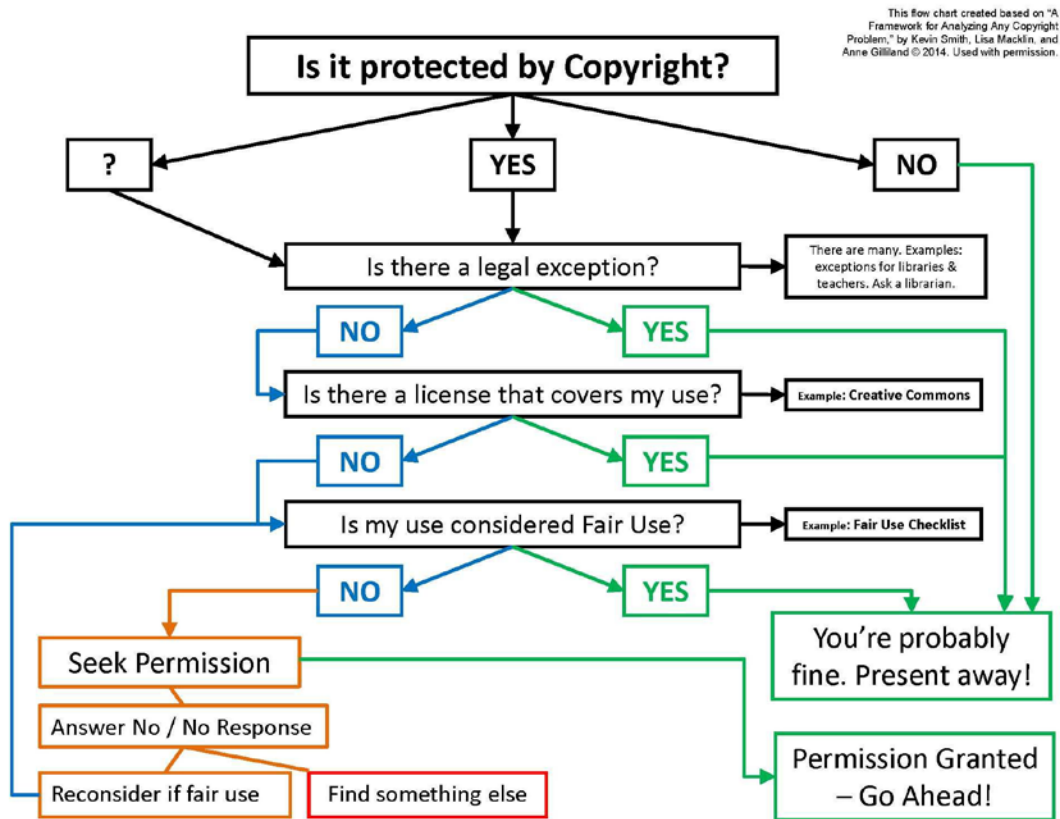 This flow chart created based on "A
Framework for Analyzing Any Copyright
Problem," by Kevin Smith, Lisa Macklin, and
Anne Gilliland © 2014. Used with permission.
Is it protected by Copyright?
?
YES
NO
Is there a legal exception?
There are many. Examples:
exceptions for libraries &
teachers. Ask a librarian.
NO
YES
Is there a license that covers my use?
Example: Creative Commons
NO
YES
Is my use considered Fair Use?
Example: Fair Use Checklist
NO
YES
You're probably
fine. Present away!
Seek Permission
Answer No / No Response
Permission Granted
– Go Ahead!
Reconsider if fair use
Find something else